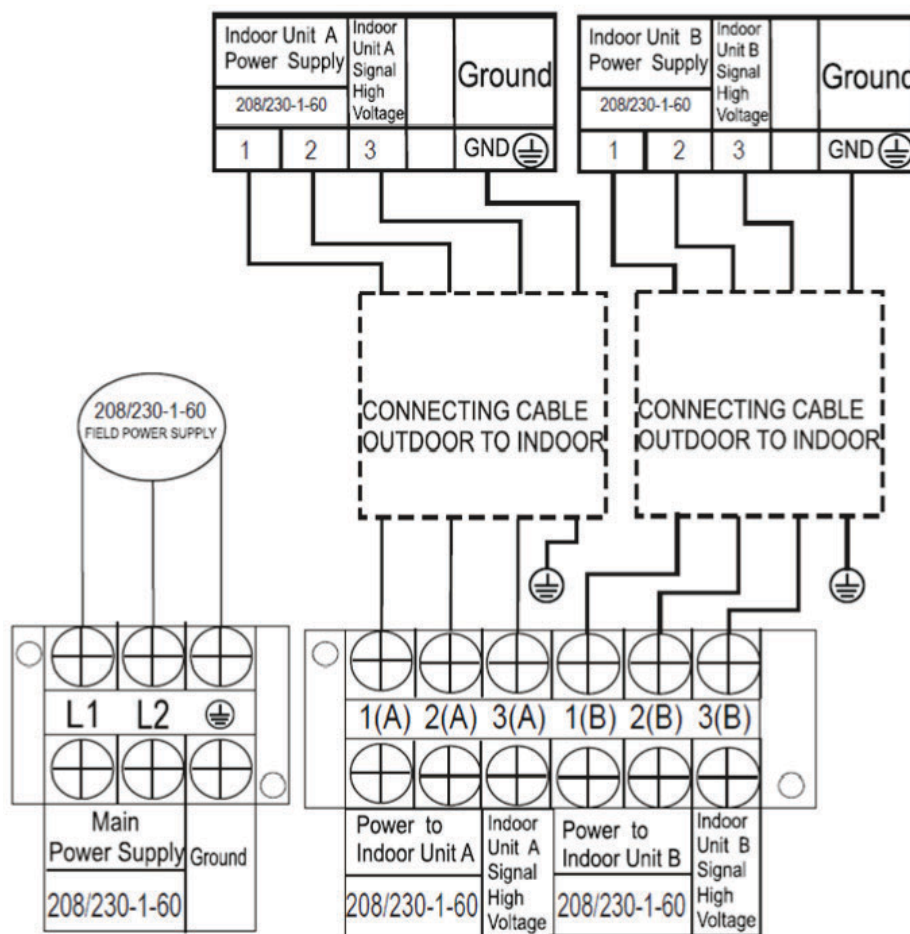 Indoor Unit A
Power Supply
208/230-1-60
Indoor
Unit A
Signal
High
Voltage
Ground
1 2 3 GND
Indoor Unit B
Power Supply
208/230-1-60
Indoor
Unit B
Signal
High
Voltage
Ground
1 2 3 GND
CONNECTING CABLE
OUTDOOR TO INDOOR
CONNECTING CABLE
OUTDOOR TO INDOOR
208/230-1-60
FIELD POWER SUPPLY
L1 L2
Main
Power Supply
208/230-1-60
Ground
1(A) 2(A) 3(A) 1(B) 2(B) 3(B)
Power to
Indoor Unit A
208/230-1-60
Indoor
Unit A
Signal
High
Voltage
Power to
Indoor Unit B
208/230-1-60
Indoor
Unit B
Signal
High
Voltage